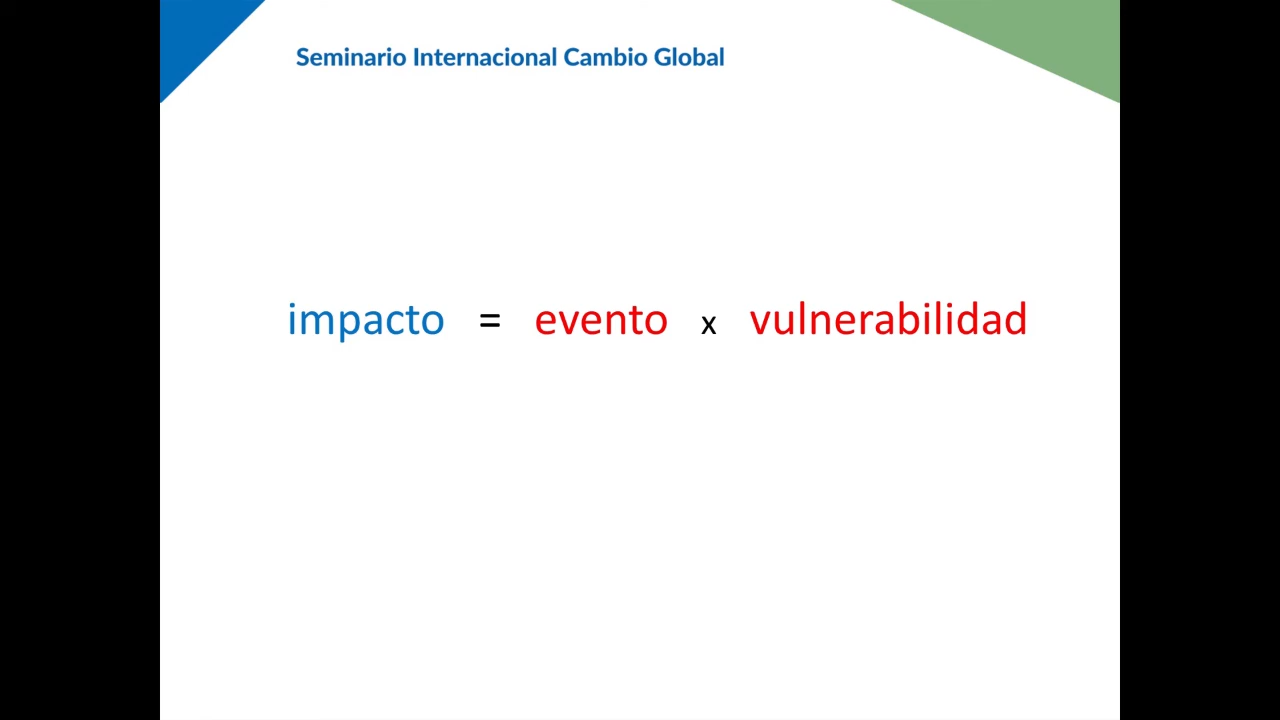 Seminario Internacional Cambio Global
impacto = evento x vulnerabilidad